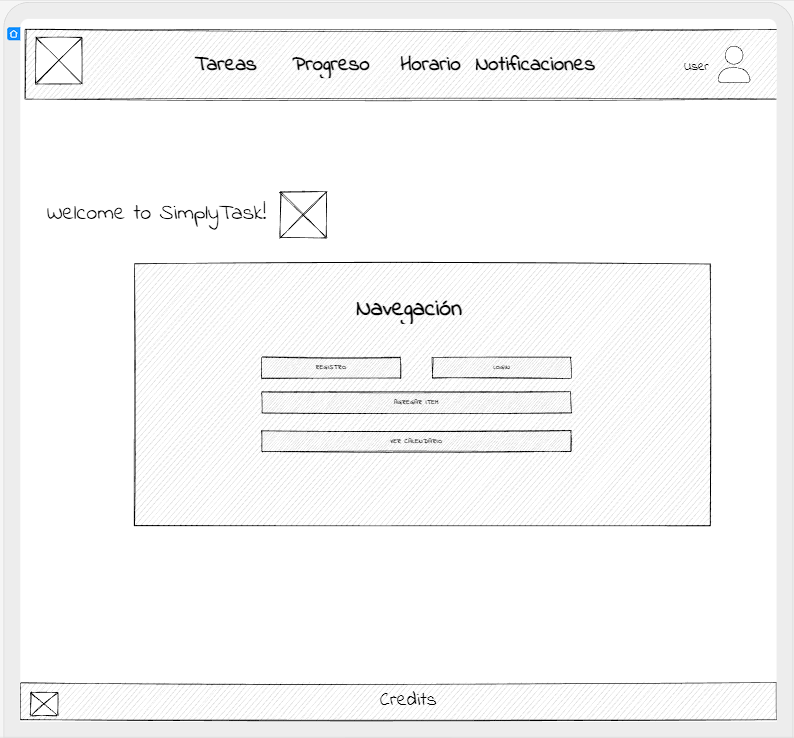 Tareas Progreso Horario Notificaciones user
Welcome to SimplyTask!
Navegación
REGISTRO LOGIN
AGREGAR ITEM
VER CALENDARIO
Credits